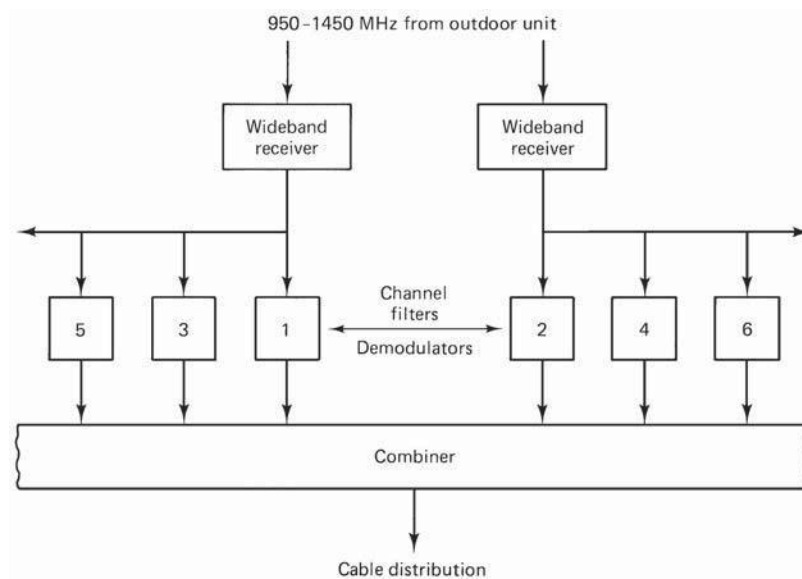 950-1450 MHz from outdoor unit
Wideband
receiver
Wideband
receiver
Channel
filters
Demodulators
5
3
1
2
4
6
Combiner
Cable distribution